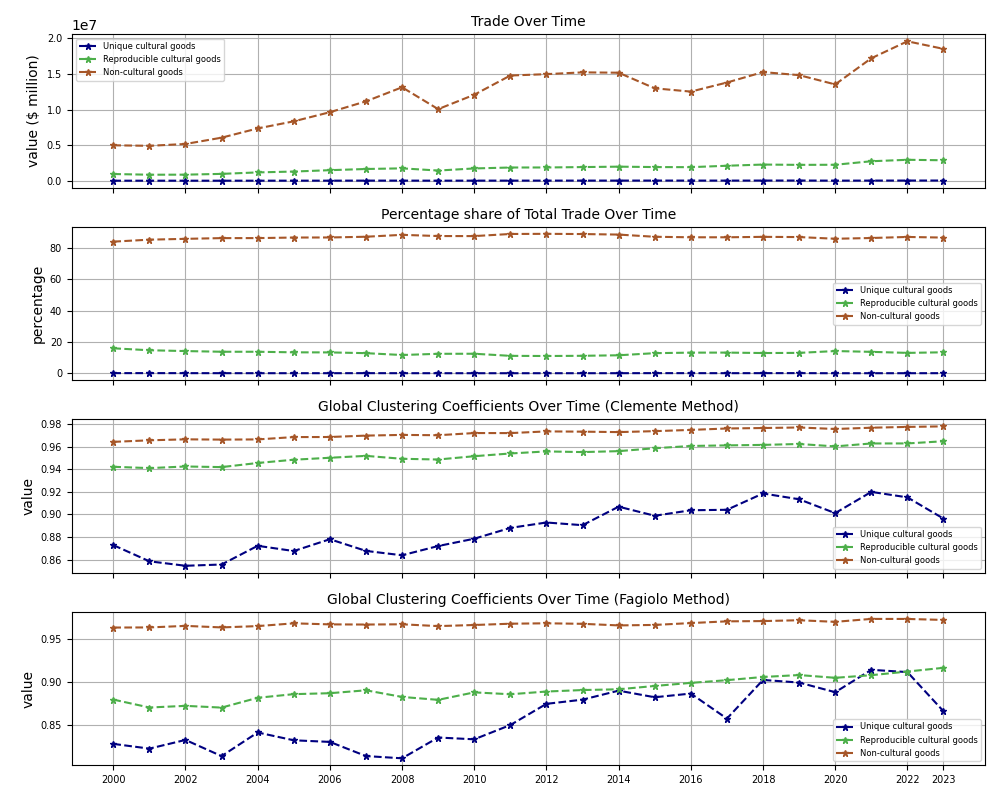 Trade Over Time
1e7
value ($ million)
2.0
1.5
1.0
0.5
0.0
Unique cultural goods
Reproducible cultural goods
Non-cultural goods
Percentage share of Total Trade Over Time
percentage
80
60
40
20
0
Unique cultural goods
Reproducible cultural goods
Non-cultural goods
Global Clustering Coefficients Over Time (Clemente Method)
value
0.98
0.96
0.94
0.92
0.90
0.88
0.86
Unique cultural goods
Reproducible cultural goods
Non-cultural goods
Global Clustering Coefficients Over Time (Fagiolo Method)
value
0.95
0.90
0.85
Unique cultural goods
Reproducible cultural goods
Non-cultural goods
2000 2002 2004 2006 2008 2010 2012 2014 2016 2018 2020 2022 2023